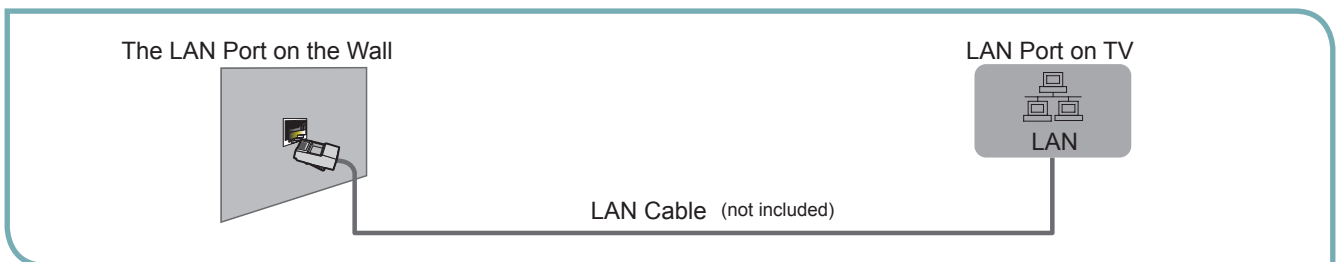 The LAN Port on the Wall
LAN Port on TV
LAN
LAN Cable (not included)